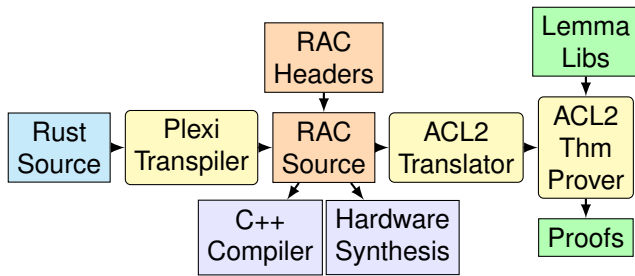 RAC
Headers
Lemma
Libs
Rust
Source
Plexi
Transpiler
RAC
Source
ACL2
Translator
ACL2
Thm
Prover
C++
Compiler
Hardware
Synthesis
Proofs